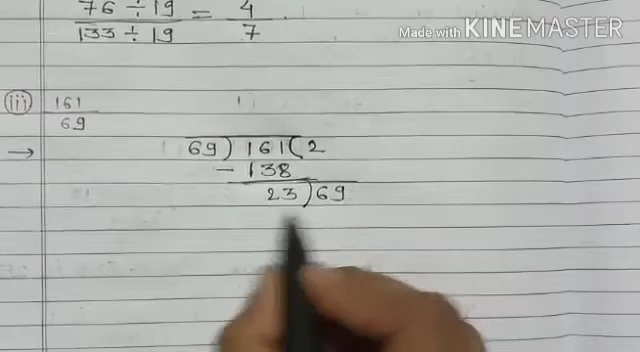 76 ÷ 19 / 133 ÷ 19 = 4 / 7
Made with KINEMASTER
(iii) 161 / 69
→ 69 ) 161 ( 2
- 138
23 ) 69